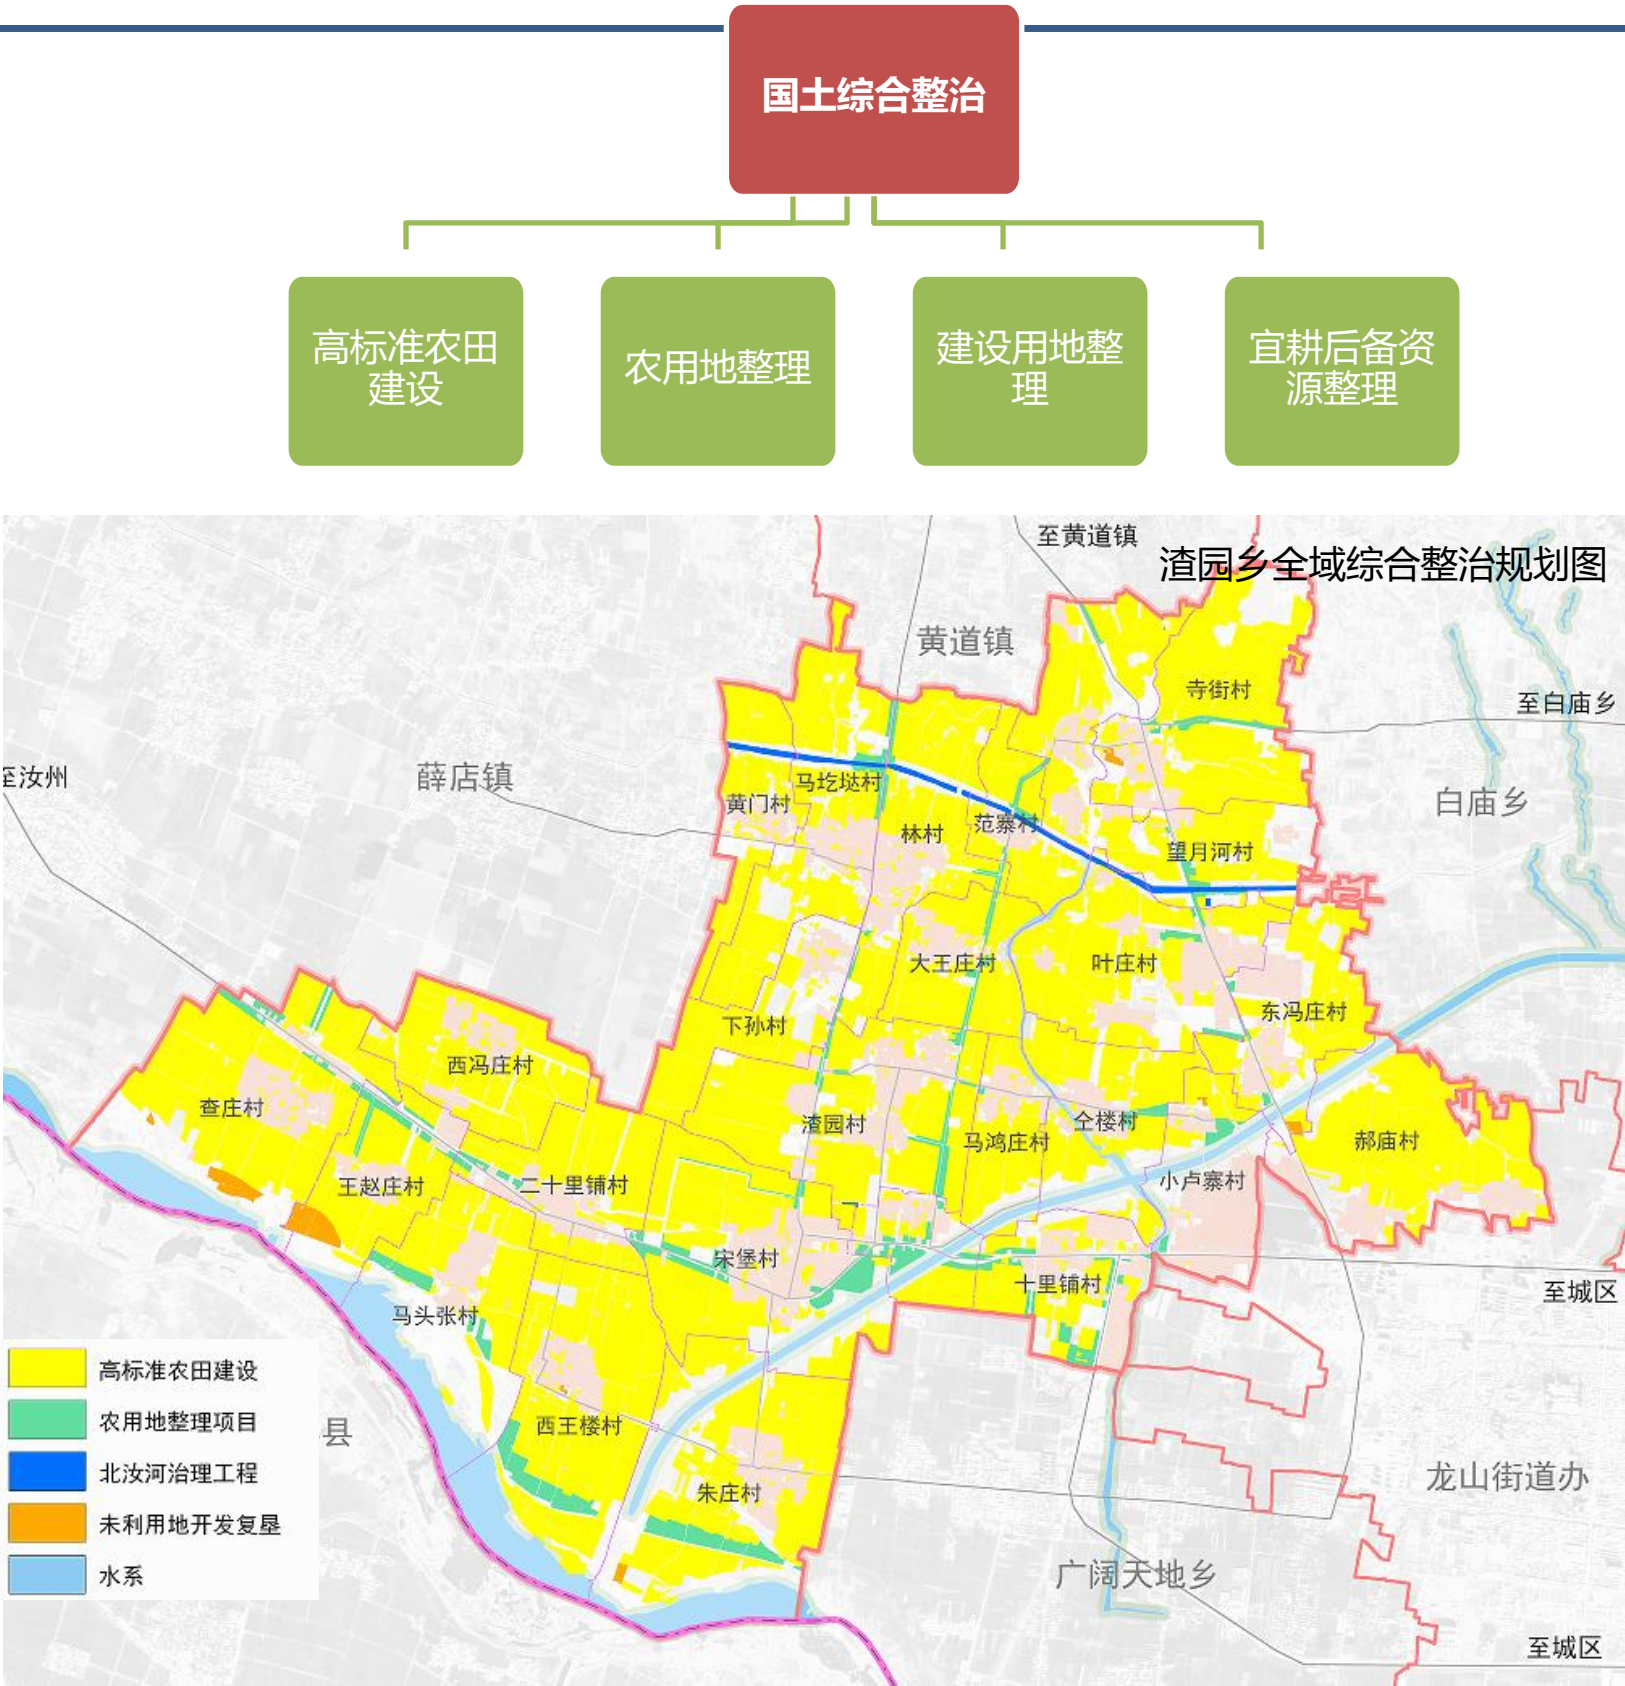 国土综合整治
高标准农田
建设
农用地整理
建设用地整
理
宜耕后备资
源整理
至黄道镇
渣园乡全域综合整治规划图
黄道镇
寺街村
至白庙乡
至汝州
薛店镇
马圪垯村
黄门村
白庙乡
林村
范寨村
望月河村
大王庄村
叶庄村
下孙村
东冯庄村
西冯庄村
查庄村
渣园村
马鸿庄村
仝楼村
郝庙村
王赵庄村
二十里铺村
小卢寨村
宋堡村
十里铺村
至城区
马头张村
高标准农田建设
农用地整理项目
县
西王楼村
北汝河治理工程
朱庄村
龙山街道办
未利用地开发复垦
水系
广阔天地乡
至城区